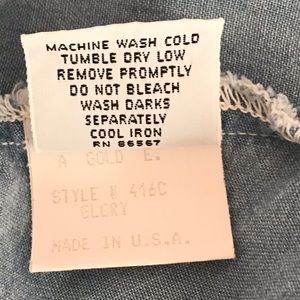 MACHINE WASH COLD
TUMBLE DRY LOW
REMOVE PROMPTLY
DO NOT BLEACH
WASH DARKS
SEPARATELY
COOL IRON
RN 86567
A GOLD E.
STYLE # 416C
GLORY
MADE IN U.S.A.